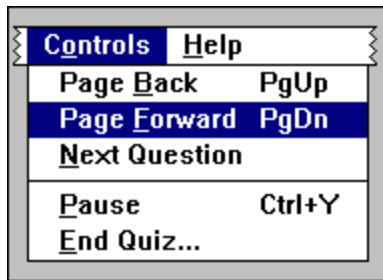 Controls Help
Page Back PgUp
Page Forward PgDn
Next Question
Pause Ctrl+Y
End Quiz...